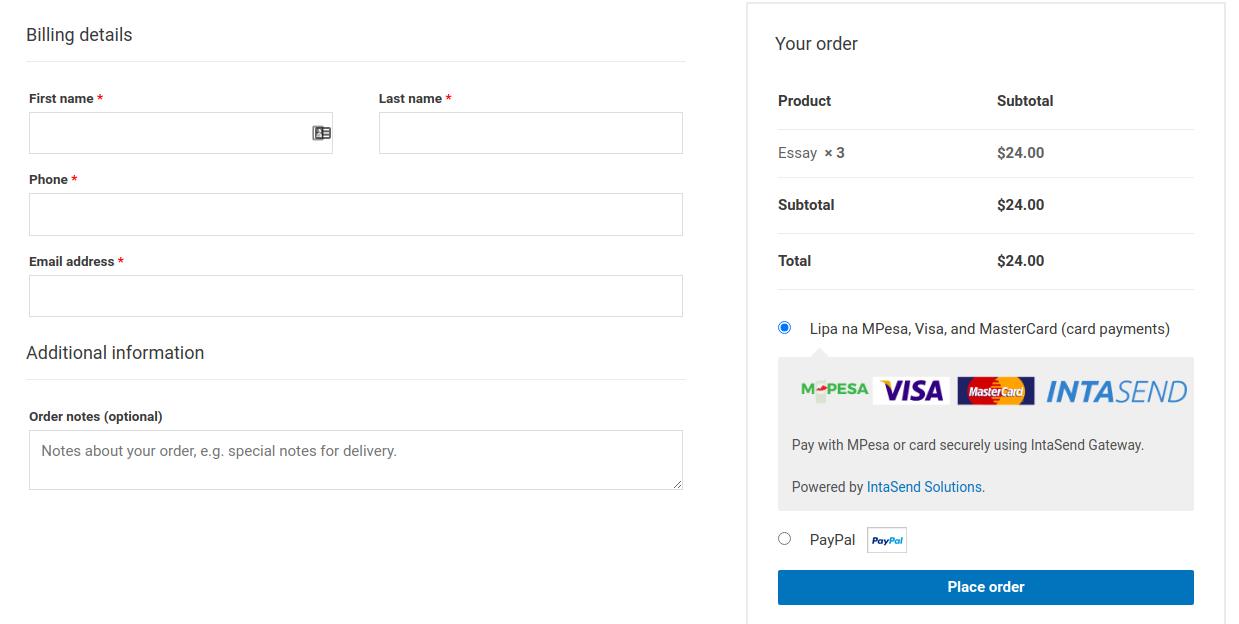 Billing details
First name *
Last name *
Phone *
Email address *
Additional information
Order notes (optional)
Notes about your order, e.g. special notes for delivery.
Your order
Product Subtotal
Essay × 3 $24.00
Subtotal $24.00
Total $24.00
Lipa na MPesa, Visa, and MasterCard (card payments)
M-PESA VISA MasterCard INTASEND
Pay with MPesa or card securely using IntaSend Gateway.
Powered by IntaSend Solutions.
PayPal PayPal
Place order